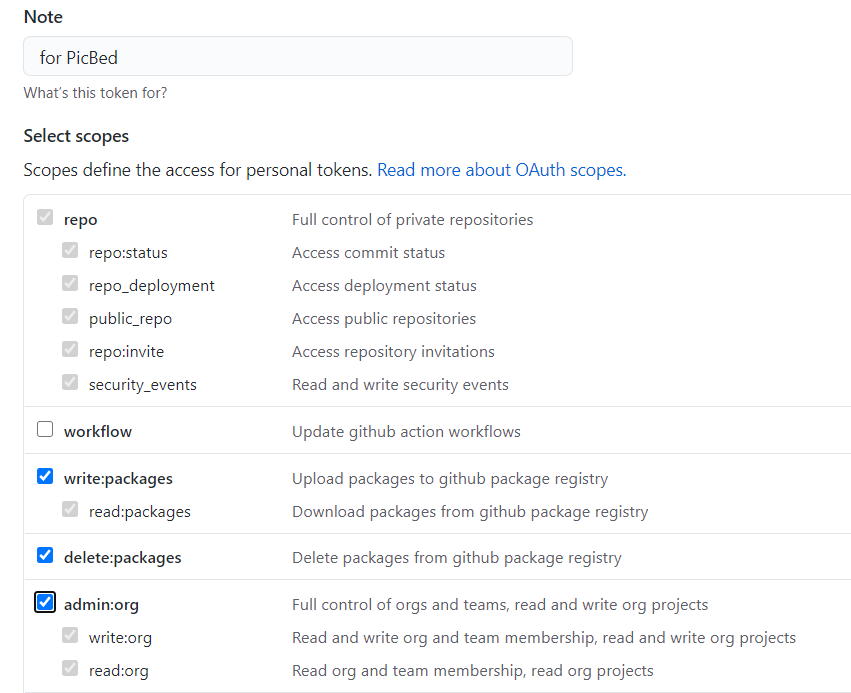 Note
for PicBed
What's this token for?
Select scopes
Scopes define the access for personal tokens. Read more about OAuth scopes.
repo Full control of private repositories
repo:status Access commit status
repo_deployment Access deployment status
public_repo Access public repositories
repo:invite Access repository invitations
security_events Read and write security events
workflow Update github action workflows
write:packages Upload packages to github package registry
read:packages Download packages from github package registry
delete:packages Delete packages from github package registry
admin:org Full control of orgs and teams, read and write org projects
write:org Read and write org and team membership, read and write org projects
read:org Read org and team membership, read org projects